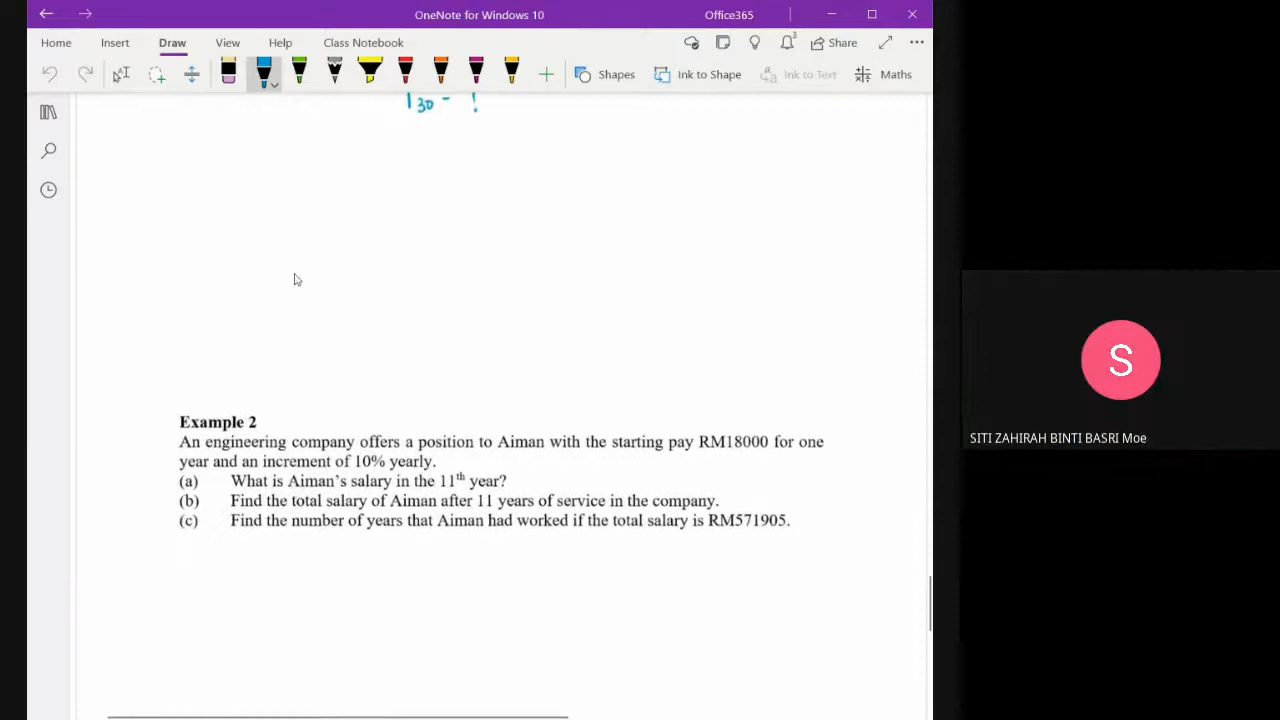 OneNote for Windows 10
Office365
Home Insert Draw View Help Class Notebook
3
Share
Shapes
Ink to Shape
Ink to Text
Maths
Example 2
An engineering company offers a position to Aiman with the starting pay RM18000 for one
year and an increment of 10% yearly.
(a) What is Aiman's salary in the 11th year?
(b) Find the total salary of Aiman after 11 years of service in the company.
(c) Find the number of years that Aiman had worked if the total salary is RM571905.
S
SITI ZAHIRAH BINTI BASRI Moe